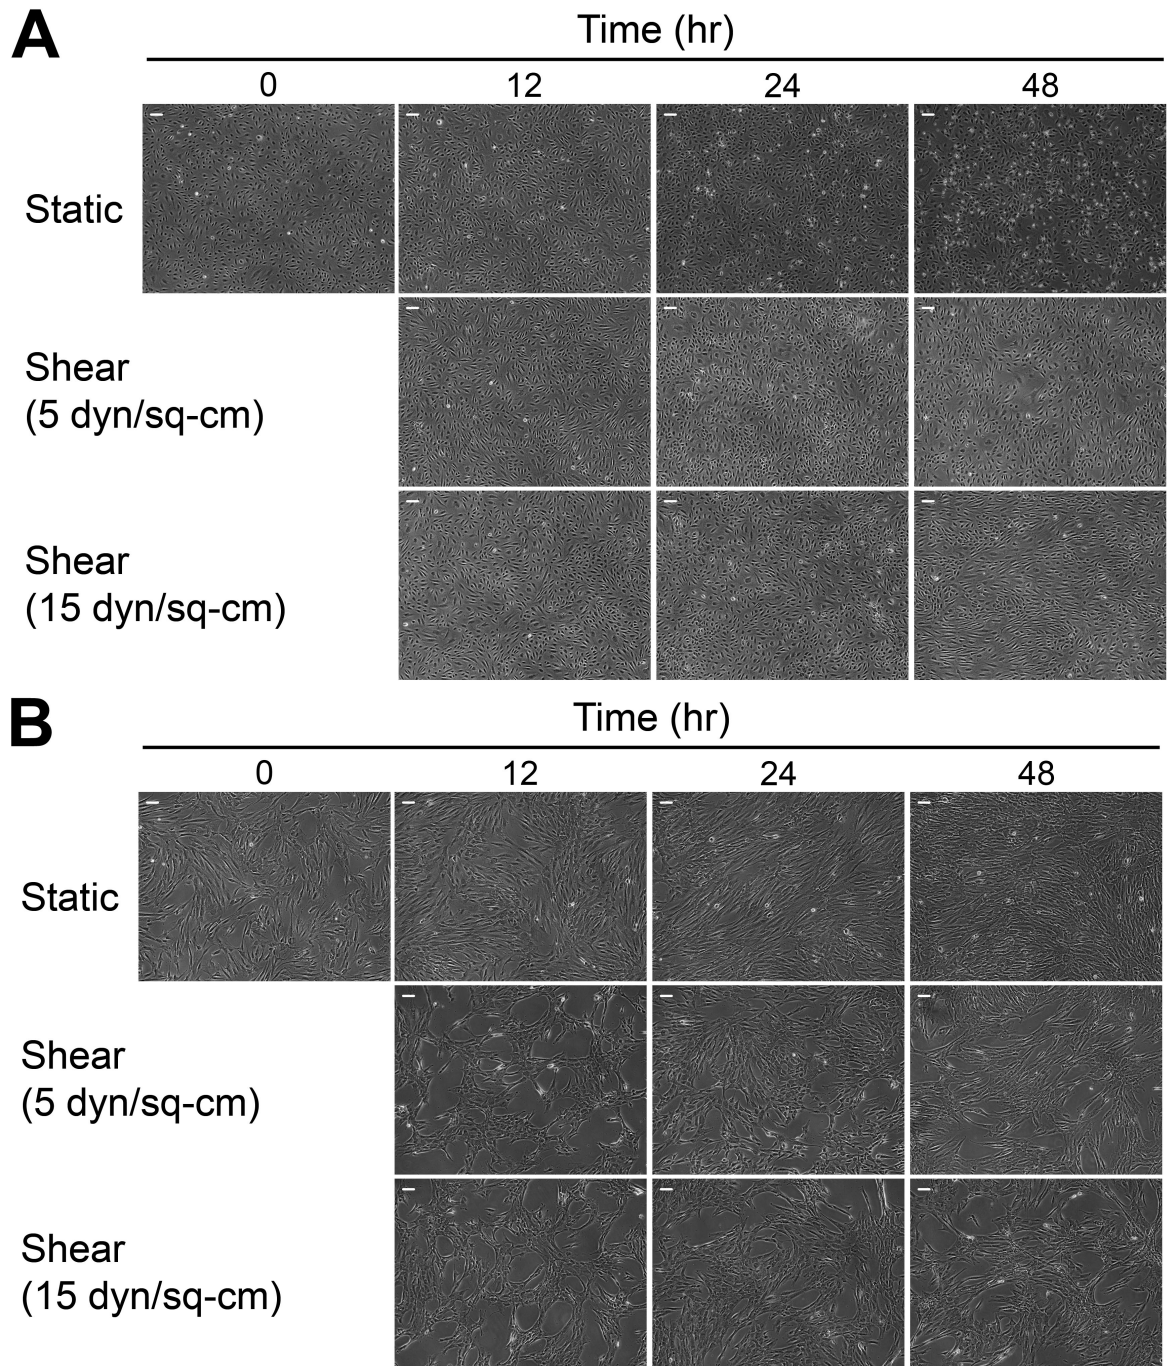 A
Time (hr)
0 12 24 48
Static
Shear
(5 dyn/sq-cm)
Shear
(15 dyn/sq-cm)
B
Time (hr)
0 12 24 48
Static
Shear
(5 dyn/sq-cm)
Shear
(15 dyn/sq-cm)